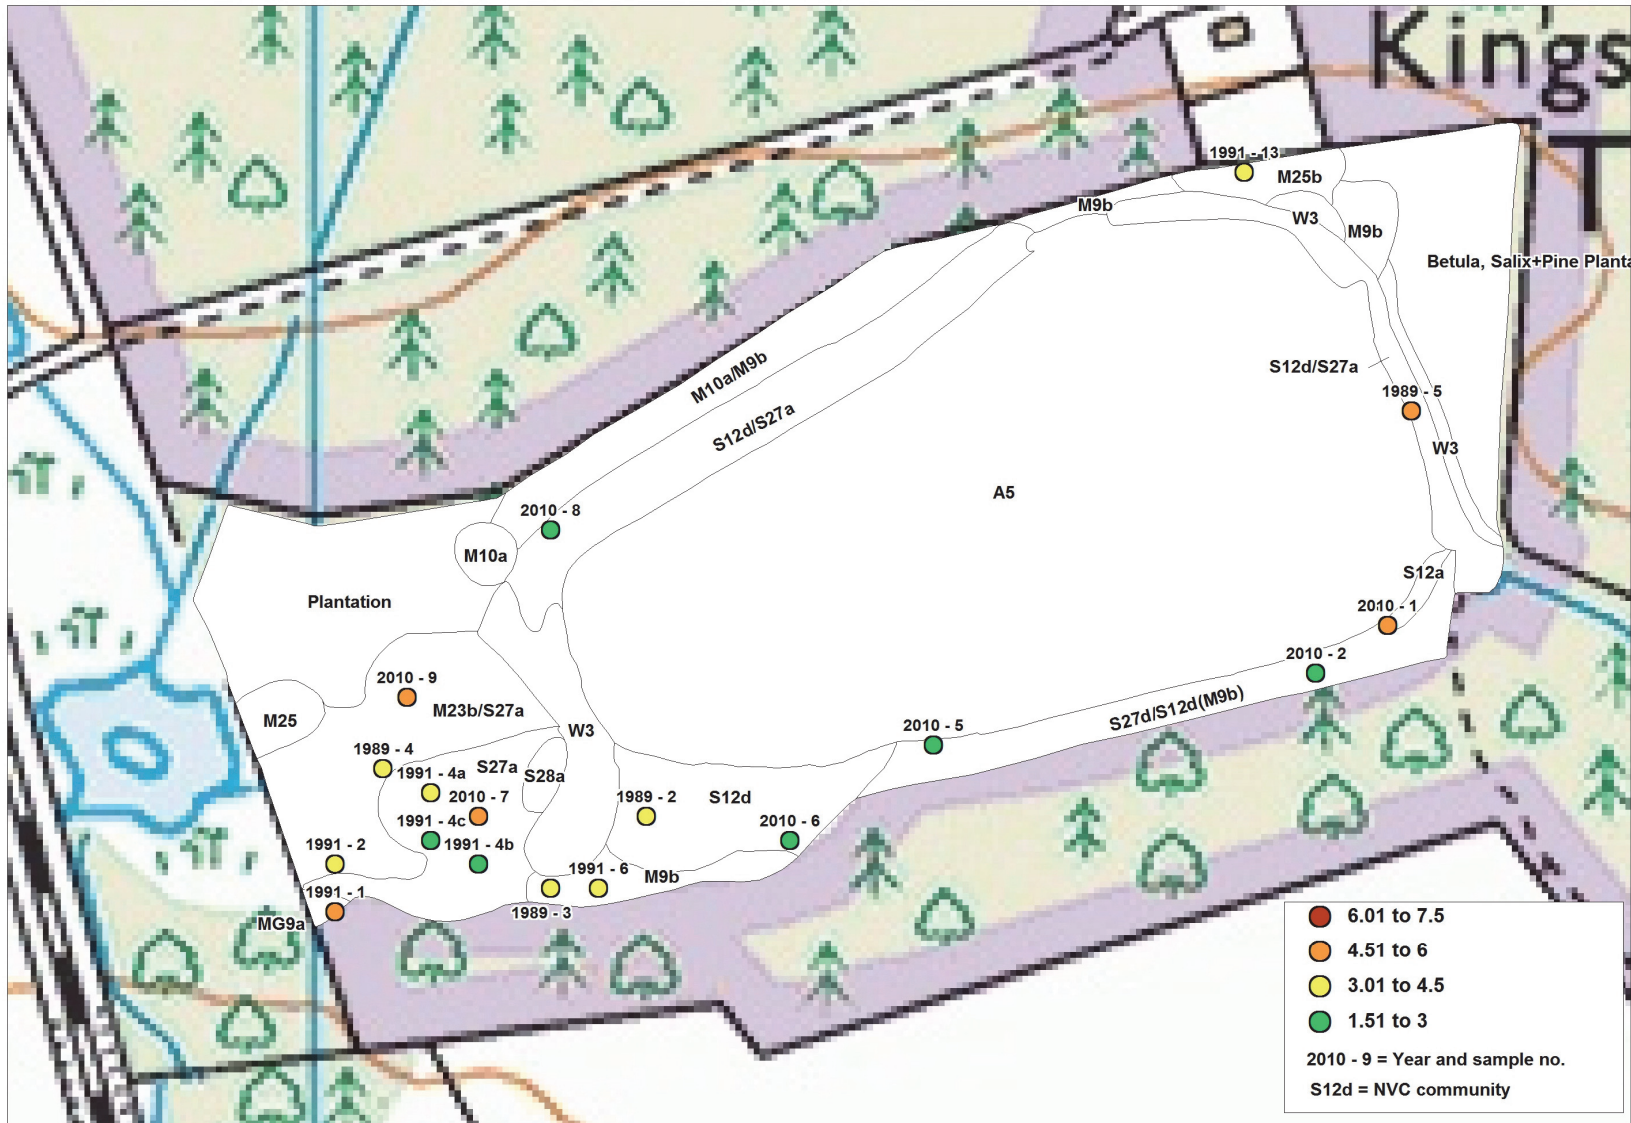 Kings
T
1991 - 13
M25b
M9b
W3
M9b
Betula, Salix+Pine Planta
S12d/S27a
M10a/M9b
1989 - 5
S12d/S27a
W3
A5
2010 - 8
M10a
S12a
Plantation
2010 - 1
2010 - 2
2010 - 9
S27d/S12d(M9b)
M23b/S27a
M25
2010 - 5
W3
1989 - 4
S27a
1991 - 4a
S28a
2010 - 7
1989 - 2
S12d
1991 - 4c
2010 - 6
1991 - 2
1991 - 4b
1991 - 6
M9b
1991 - 1
1989 - 3
MG9a
6.01 to 7.5
4.51 to 6
3.01 to 4.5
1.51 to 3
2010 - 9 = Year and sample no.
S12d = NVC community